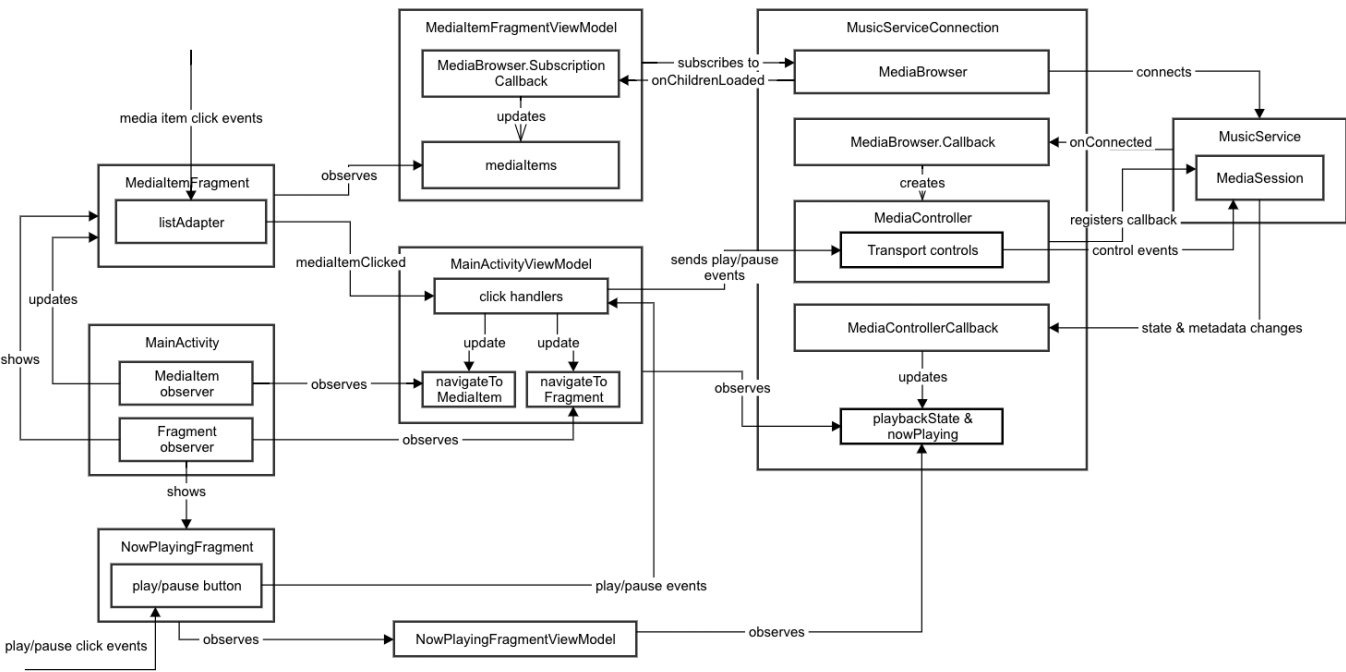 MediaItemFragmentViewModel
MediaBrowser.Subscription
Callback
updates
mediaItems
subscribes to
onChildrenLoaded
MusicServiceConnection
MediaBrowser
connects
MediaBrowser.Callback
onConnected
creates
MusicService
MediaSession
MediaController
Transport controls
registers callback
control events
MediaControllerCallback
state & metadata changes
updates
playbackState &
nowPlaying
media item click events
MediaItemFragment
listAdapter
observes
mediaItemClicked
MainActivityViewModel
click handlers
update
update
navigateTo
MediaItem
navigateTo
Fragment
sends play/pause
events
observes
updates
shows
MainActivity
MediaItem
observer
observes
Fragment
observer
observes
shows
NowPlayingFragment
play/pause button
play/pause events
play/pause click events
observes
NowPlayingFragmentViewModel
observes